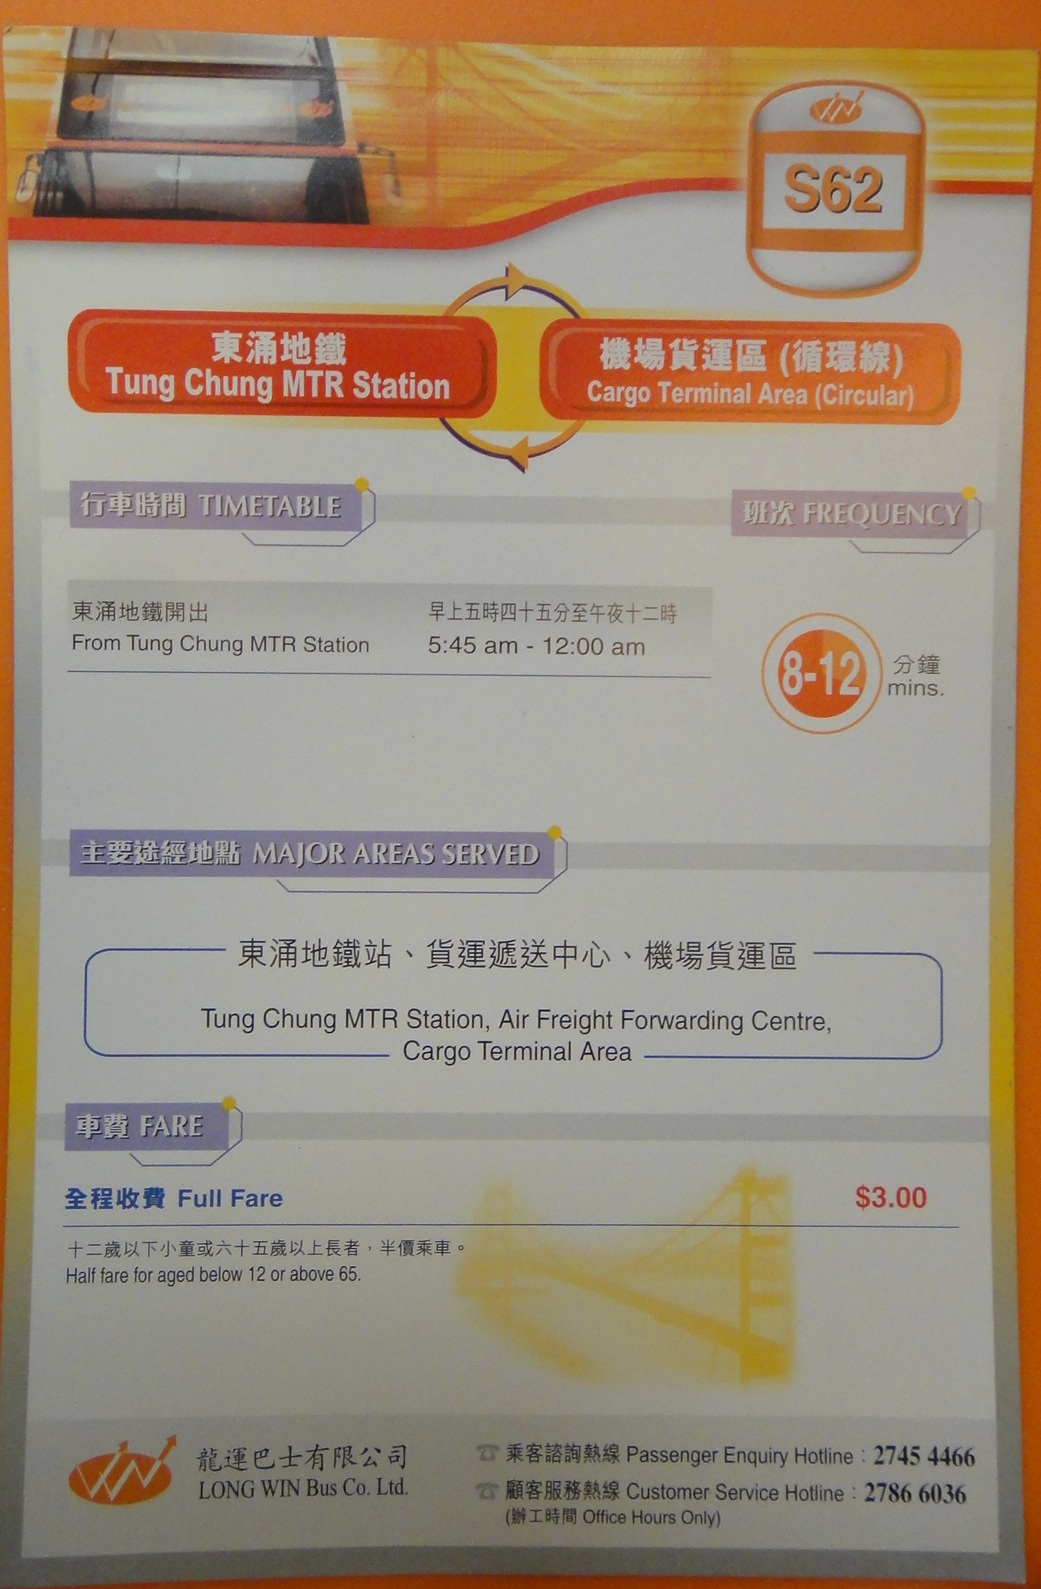 S62
東涌地鐵
Tung Chung MTR Station
機場貨運區 (循環線)
Cargo Terminal Area (Circular)
行車時間 TIMETABLE
班次 FREQUENCY
東涌地鐵開出
From Tung Chung MTR Station
早上五時四十五分至午夜十二時
5:45 am - 12:00 am
8-12
分鐘
mins.
主要途經地點 MAJOR AREAS SERVED
東涌地鐵站、貨運遞送中心、機場貨運區
Tung Chung MTR Station, Air Freight Forwarding Centre,
Cargo Terminal Area
車費 FARE
全程收費 Full Fare $3.00
十二歲以下小童或六十五歲以上長者，半價乘車。
Half fare for aged below 12 or above 65.
龍運巴士有限公司
LONG WIN Bus Co. Ltd.
乘客諮詢熱線 Passenger Enquiry Hotline : 2745 4466
顧客服務熱線 Customer Service Hotline : 2786 6036
(辦工時間 Office Hours Only)